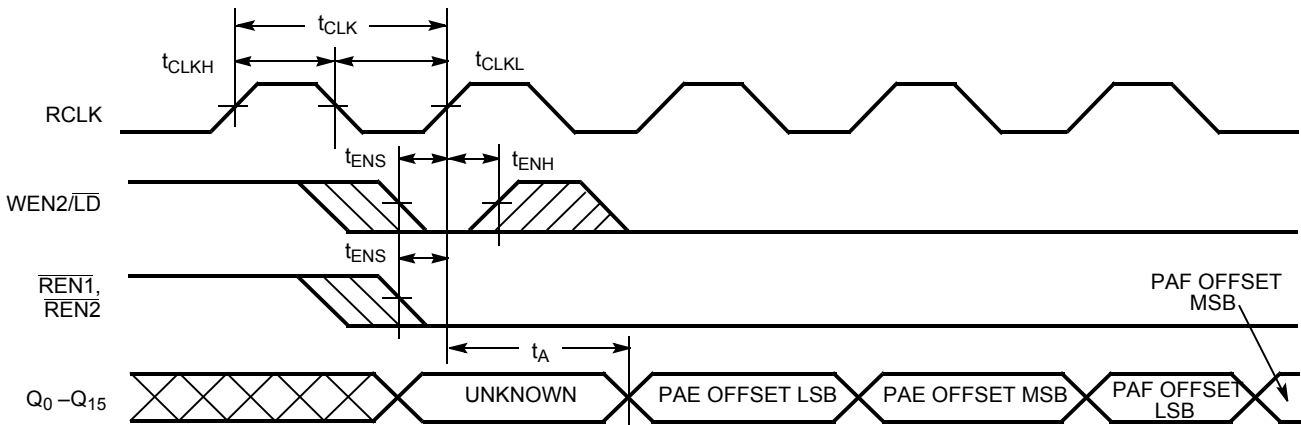 tCLK
tCLKH
tCLKL
RCLK
tENS
tENH
WEN2/LD
tENS
REN1,
REN2
PAF OFFSET
MSB
tA
Q0 –Q15
UNKNOWN
PAE OFFSET LSB
PAE OFFSET MSB
PAF OFFSET
LSB